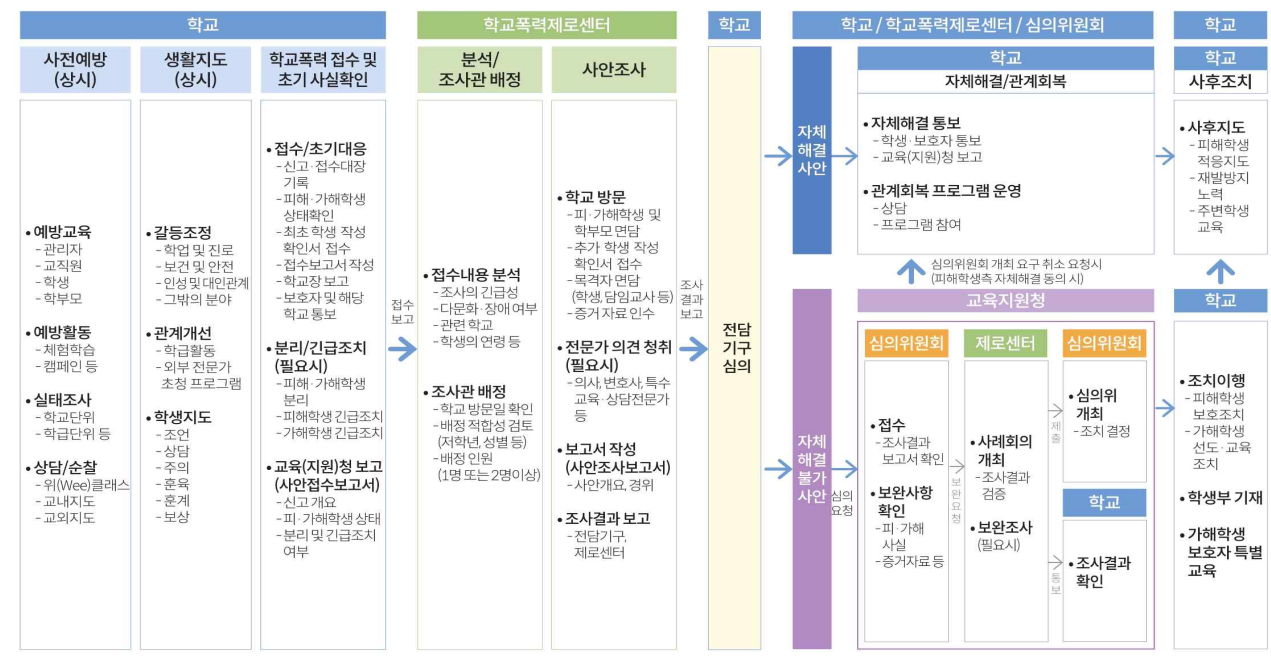 학교
사전예방
(상시)
• 예방교육
- 관리자
- 교직원
- 학생
- 학부모
• 예방활동
- 체험학습
- 캠페인 등
• 실태조사
- 학교단위
- 학급단위 등
• 상담/순찰
- 위(Wee)클래스
- 교내지도
- 교외지도
생활지도
(상시)
• 갈등조정
- 학업 및 진로
- 보건 및 안전
- 인성 및 대인관계
- 그밖의 분야
• 관계개선
- 학급활동
- 외부 전문가
초청 프로그램
• 학생지도
- 조언
- 상담
- 주의
- 훈육
- 훈계
- 보상
학교폭력 접수 및
초기 사실확인
• 접수/초기대응
- 신고·접수대장
기록
- 피해·가해학생
상태확인
- 최초 학생 작성
확인서 접수
- 접수보고서 작성
- 학교장 보고
- 보호자 및 해당
학교 통보
• 분리/긴급조치
(필요시)
- 피해·가해학생
분리
- 피해학생 긴급조치
- 가해학생 긴급조치
• 교육(지원)청 보고
(사안접수보고서)
- 신고 개요
- 피·가해학생 상태
- 분리 및 긴급조치
여부
접수
보고
학교폭력제로센터
분석/
조사관 배정
• 접수내용 분석
- 조사의 긴급성
- 다문화·장애 여부
- 관련 학교
- 학생의 연령 등
• 조사관 배정
- 학교 방문일 확인
- 배정 적합성 검토
(저학년, 성별 등)
- 배정 인원
(1명 또는 2명이상)
사안조사
• 학교 방문
- 피·가해학생 및
학부모 면담
- 추가 학생 작성
확인서 접수
- 목격자 면담
(학생, 담임교사 등)
- 증거 자료 인수
• 전문가 의견 청취
(필요시)
- 의사, 변호사, 특수
교육·상담전문가
등
• 보고서 작성
(사안조사보고서)
- 사안개요, 경위
• 조사결과 보고
- 전담기구,
제로센터
조사
결과
보고
학교
전담
기구
심의
학교 / 학교폭력제로센터 / 심의위원회
자체
해결
사안
학교
자체해결/관계회복
• 자체해결 통보
- 학생·보호자 통보
- 교육(지원)청 보고
• 관계회복 프로그램 운영
- 상담
- 프로그램 참여
심의위원회 개최 요구 취소 요청시
(피해학생측 자체해결 동의 시)
자체
해결
불가
사안
심의
요청
교육지원청
심의위원회
• 접수
- 조사결과
보고서 확인
• 보완사항
확인
- 피·가해
사실
- 증거자료 등
보완요청
제로센터
• 사례회의
개최
- 조사결과
검증
• 보완조사
(필요시)
제출
통보
심의위원회
• 심의위
개최
- 조치 결정
학교
• 조사결과
확인
학교
학교
사후조치
• 사후지도
- 피해학생
적응지도
- 재발방지
노력
- 주변학생
교육
학교
• 조치이행
- 피해학생
보호조치
- 가해학생
선도·교육
조치
• 학생부 기재
• 가해학생
보호자 특별
교육